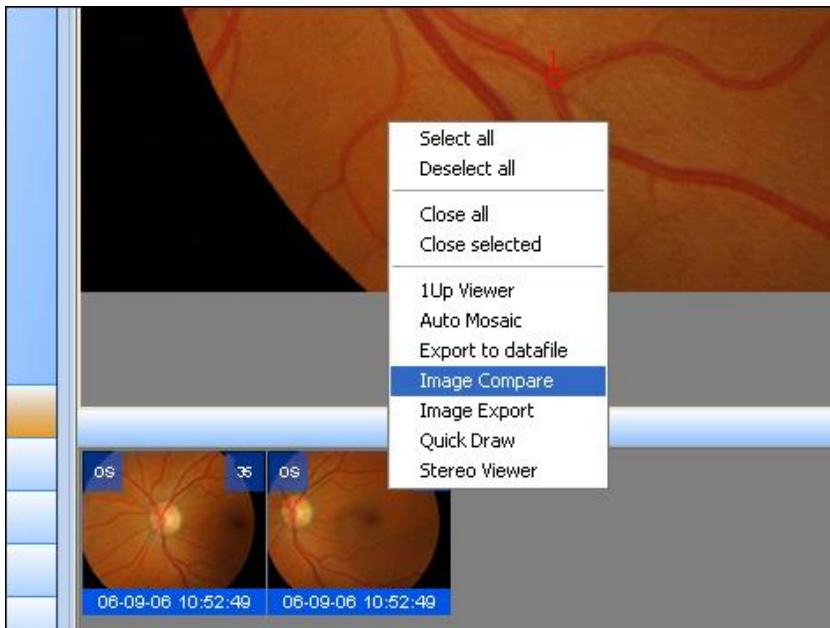 1
Select all
Deselect all
Close all
Close selected
1Up Viewer
Auto Mosaic
Export to datafile
Image Compare
Image Export
Quick Draw
Stereo Viewer
OS 35 OS
06-09-06 10:52:49 06-09-06 10:52:49